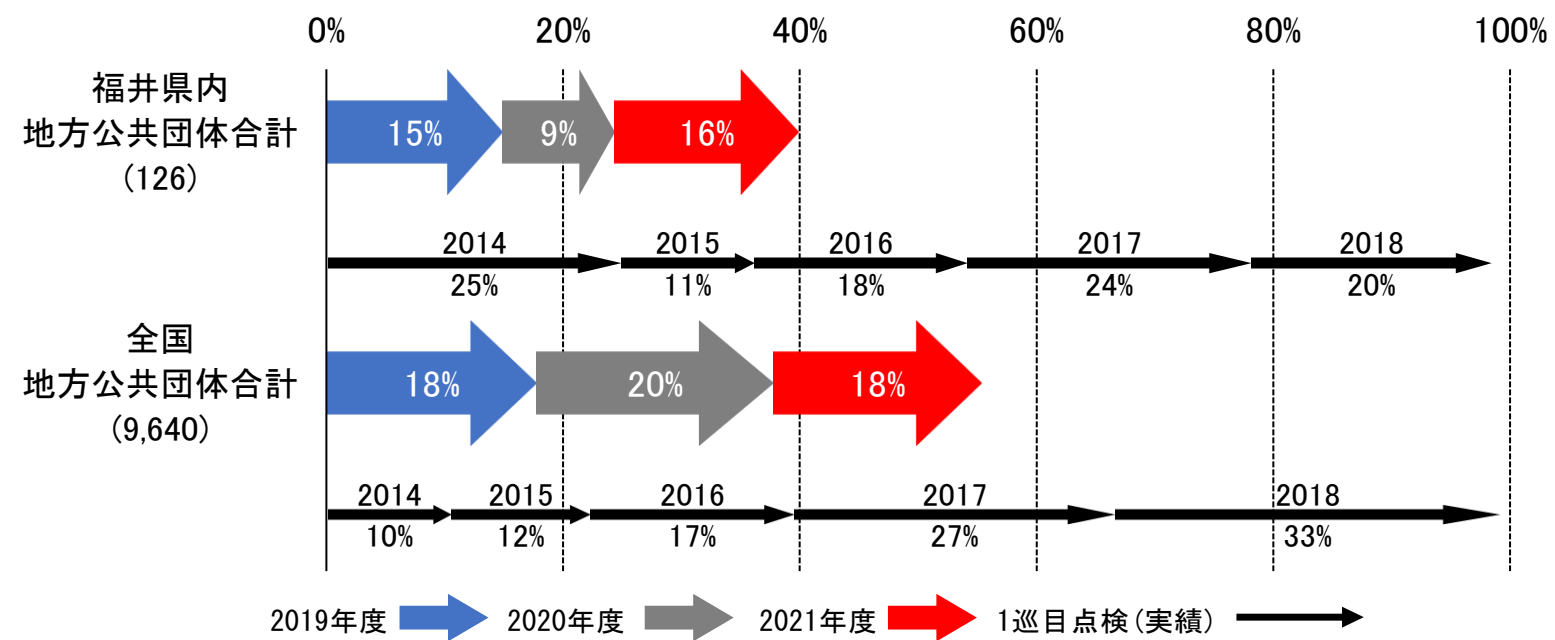 0% 20% 40% 60% 80% 100%
福井県内
地方公共団体合計
(126)
15% 9% 16%
2014 2015 2016 2017 2018
25% 11% 18% 24% 20%
全国
地方公共団体合計
(9,640)
18% 20% 18%
2014 2015 2016 2017 2018
10% 12% 17% 27% 33%
2019年度 2020年度 2021年度 1巡目点検(実績)